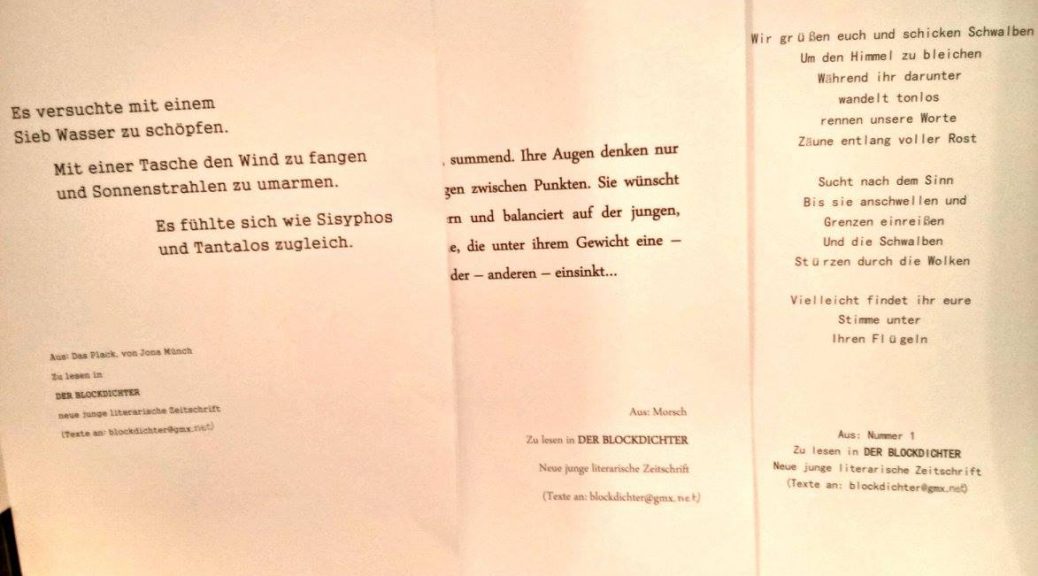 Es versuchte mit einem
Sieb Wasser zu schöpfen.
Mit einer Tasche den Wind zu fangen
und Sonnenstrahlen zu umarmen.
Es fühlte sich wie Sisyphos
und Tantalos zugleich.
Aus: Das Plack, von Jona Münch
Zu lesen in
DER BLOCKDICHTER
neue junge literarische Zeitschrift
(Texte an: blockdichter@gmx.net)
, summend. Ihre Augen denken nur
gen zwischen Punkten. Sie wünscht
rn und balanciert auf der jungen,
e, die unter ihrem Gewicht eine –
der – anderen – einsinkt...
Aus: Morsch
Zu lesen in DER BLOCKDICHTER
Neue junge literarische Zeitschrift
(Texte an: blockdichter@gmx.net)
Wir grüßen euch und schicken Schwalben
Um den Himmel zu bleichen
Während ihr darunter
wandelt tonlos
rennen unsere Worte
Zäune entlang voller Rost
Sucht nach dem Sinn
Bis sie anschwellen und
Grenzen einreißen
Und die Schwalben
Stürzen durch die Wolken
Vielleicht findet ihr eure
Stimme unter
Ihren Flügeln
Aus: Nummer 1
Zu lesen in DER BLOCKDICHTER
Neue junge literarische Zeitschrift
(Texte an: blockdichter@gmx.net)